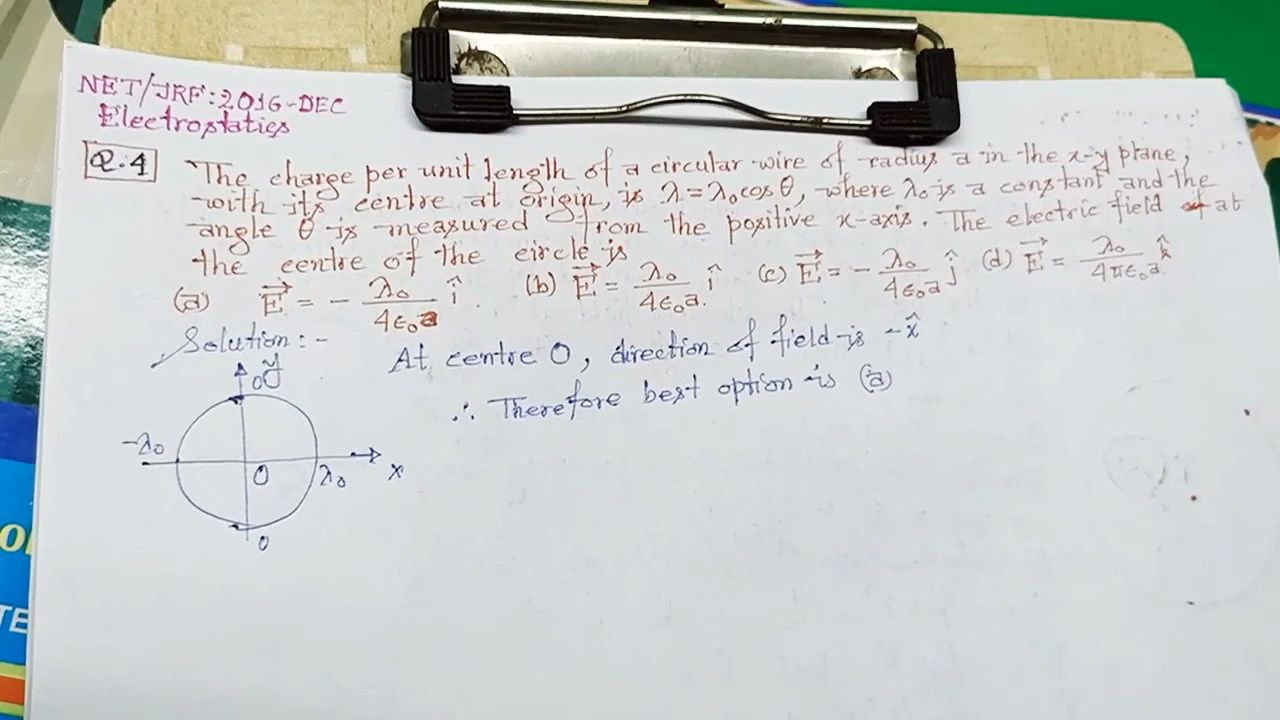 NET/JRF: 2016-DEC
Electrostatics
Q.4 The charge per unit length of a circular wire of radius a in the x-y plane,
with its centre at origin, is λ = λ₀ cos θ, where λ₀ is a constant and the
angle θ is measured from the positive x-axis. The electric field at
the centre of the circle is
(a) E⃗ = - λ₀/4ϵ₀a î (b) E⃗ = λ₀/4ϵ₀a. î (c) E⃗ = - λ₀/4ϵ₀a ĵ (d) E⃗ = λ₀/4πϵ₀a k̂
Solution :-
At centre O, direction of field is -x̂
∴ Therefore best option is (a)
0 y
-λ₀ O λ₀ x
0